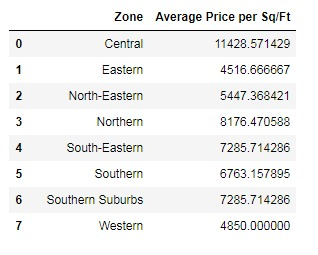 Zone Average Price per Sq/Ft
0 Central 11428.571429
1 Eastern 4516.666667
2 North-Eastern 5447.368421
3 Northern 8176.470588
4 South-Eastern 7285.714286
5 Southern 6763.157895
6 Southern Suburbs 7285.714286
7 Western 4850.000000